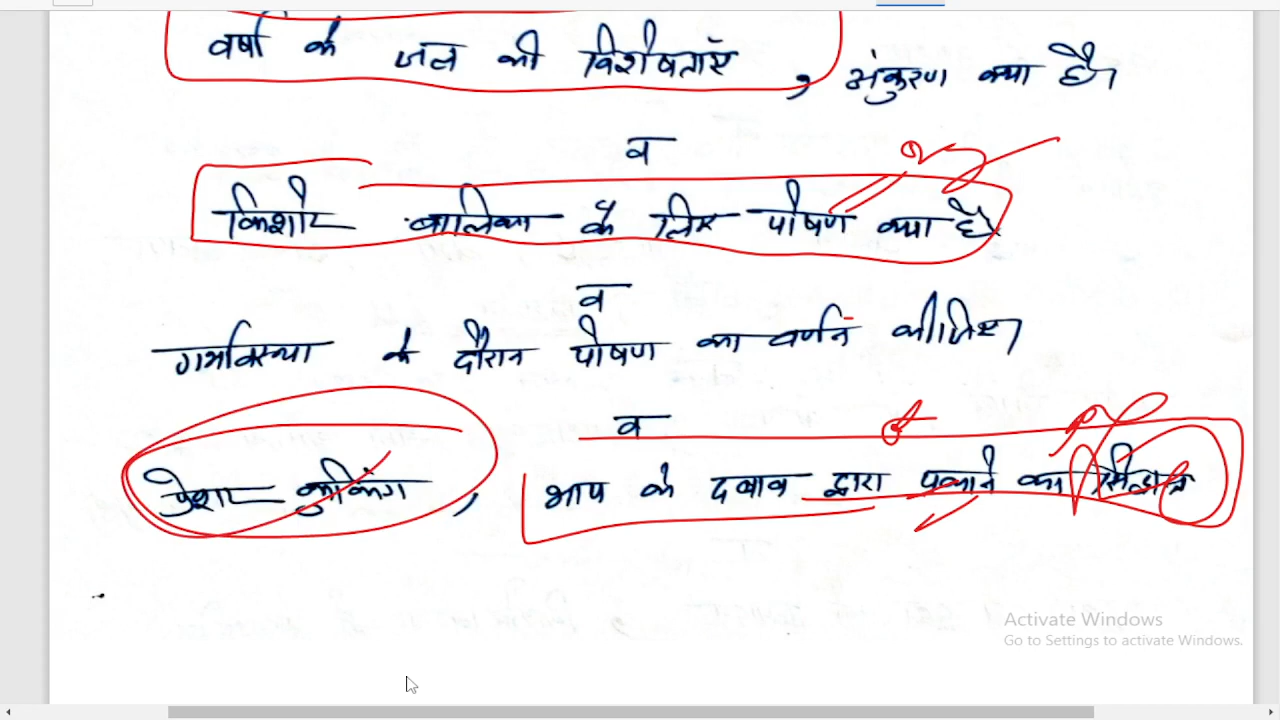 वर्षा के जल की विशेषताएँ, अंकुरण क्या है।
व
किशोर बालिका के लिए पोषण क्या है।
व
गर्भावस्था के दौरान पोषण का वर्णन कीजिए।
व
प्रेशर कुकिंग, भाप के दबाव द्वारा पकाने का सिद्धान्त
Activate Windows
Go to Settings to activate Windows.